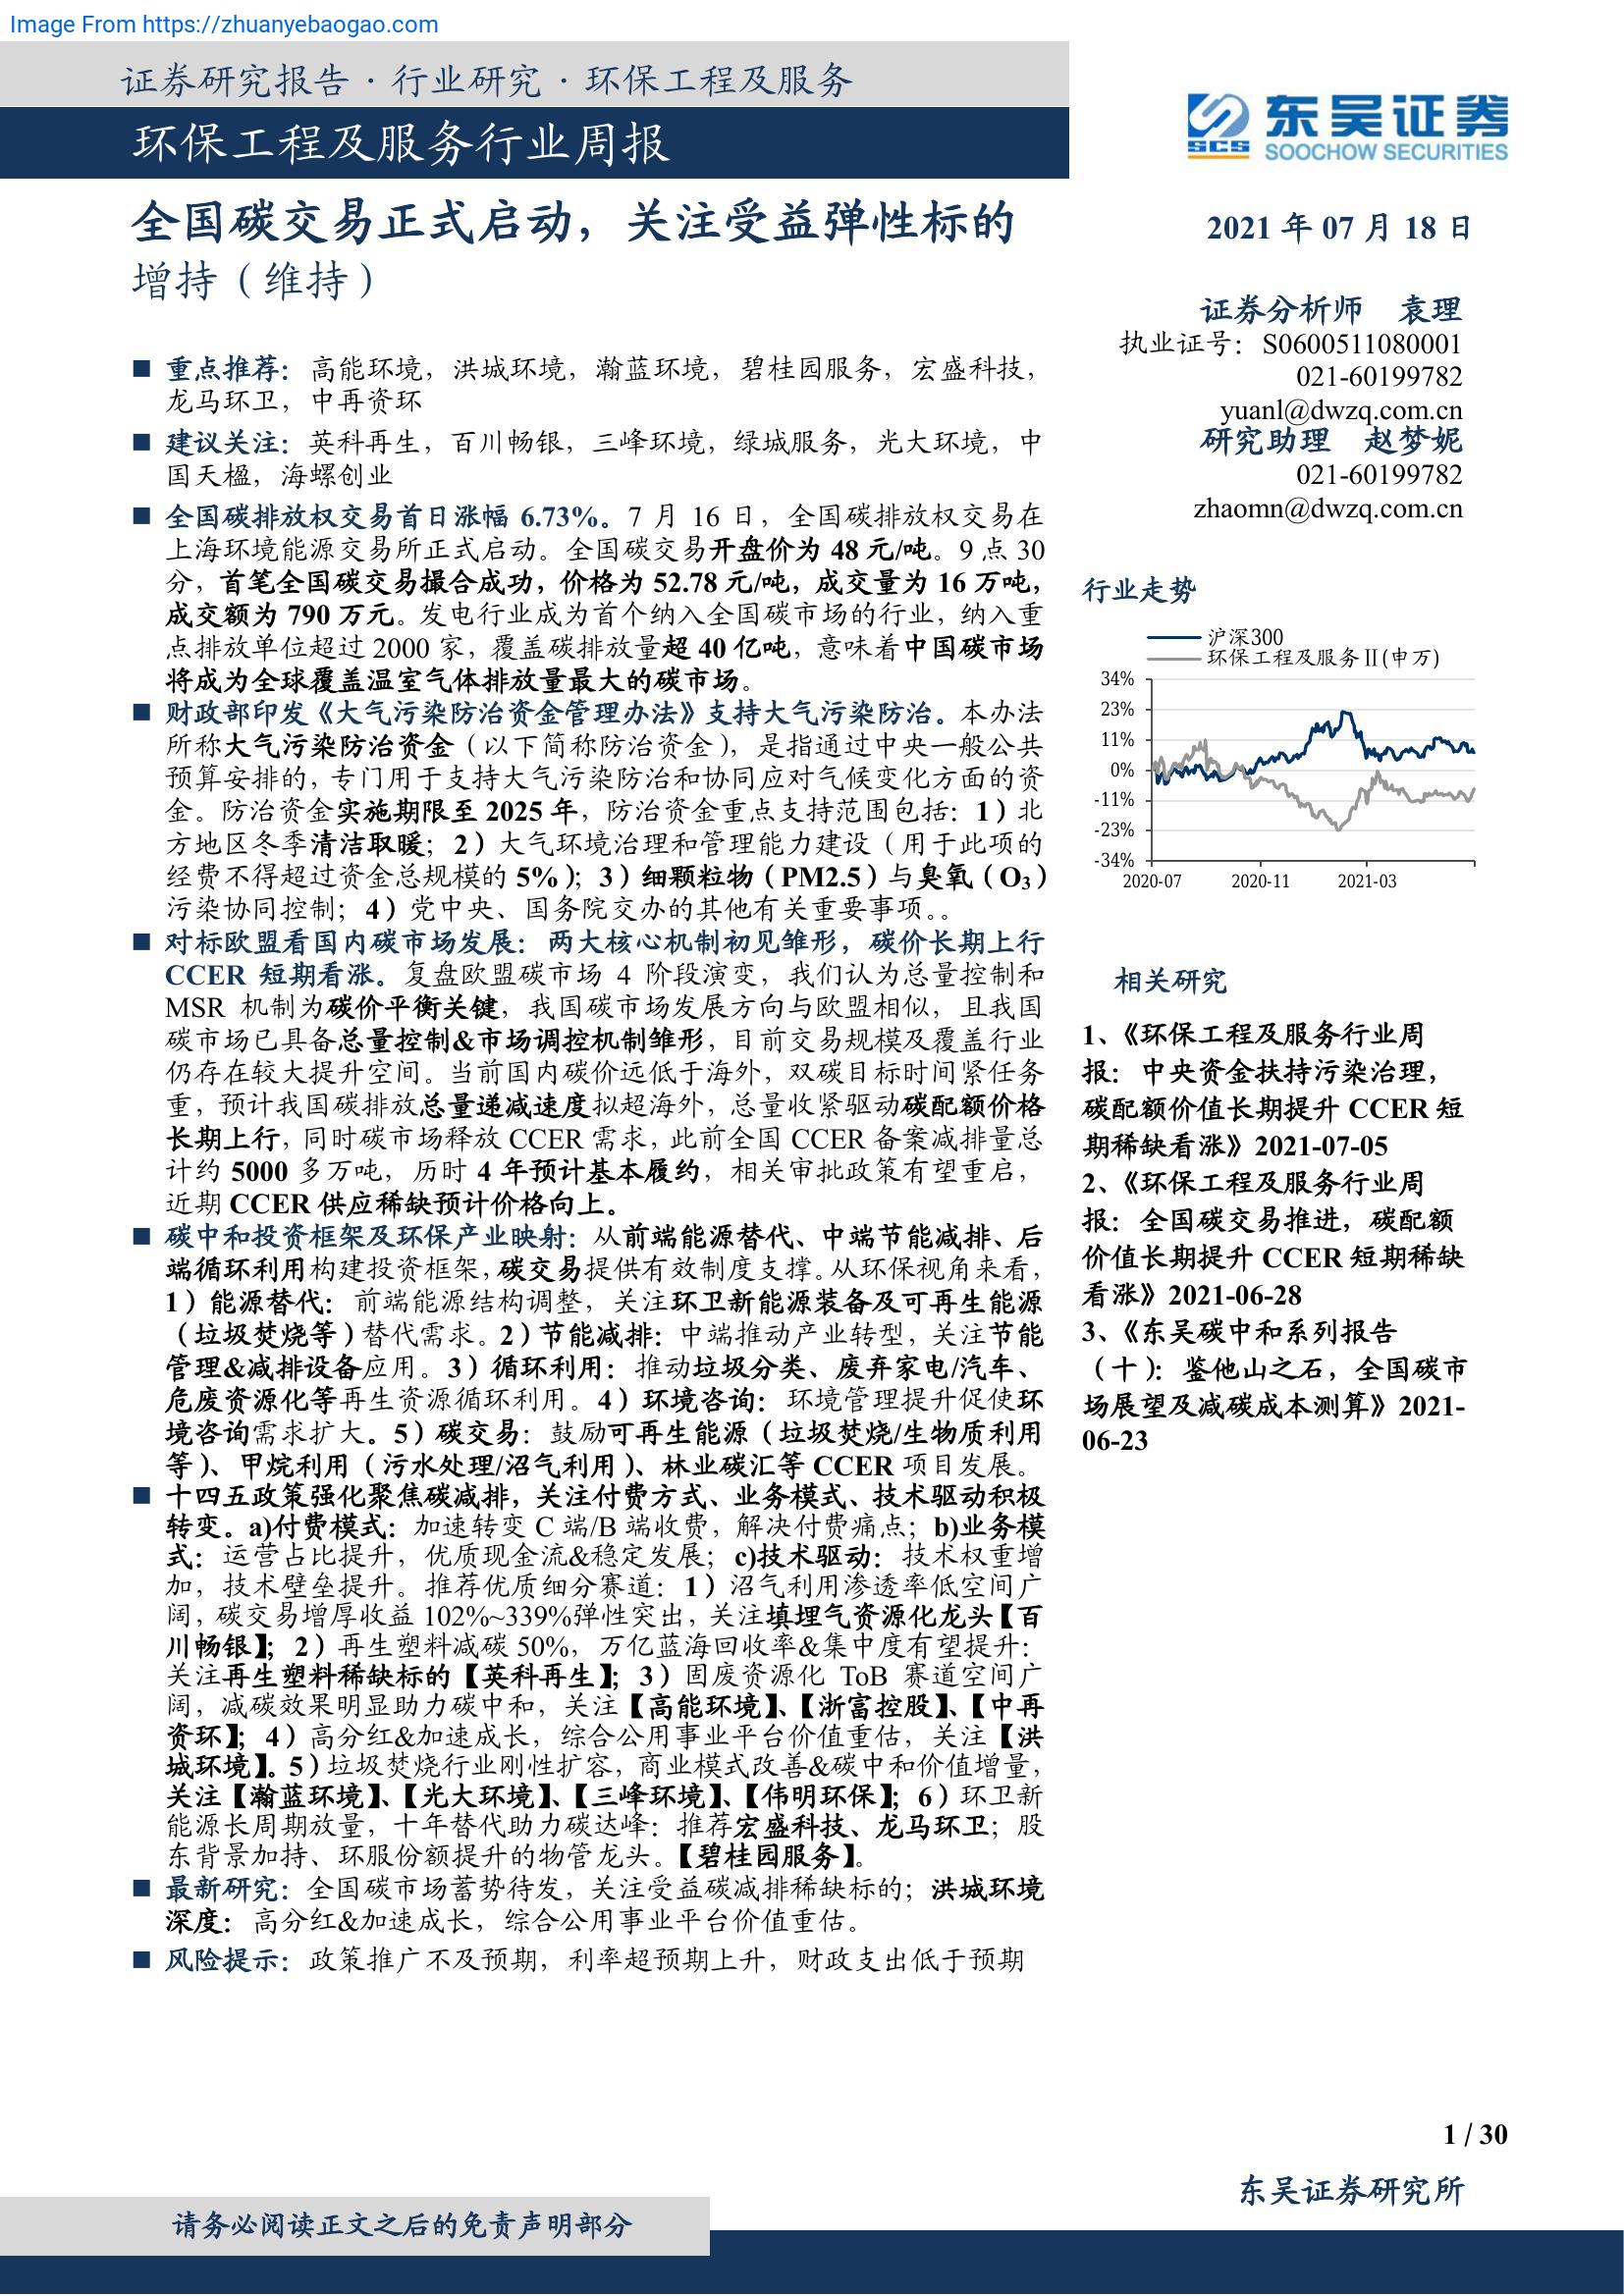 Image From https://zhuanyebaogao.com
证券研究报告·行业研究·环保工程及服务
环保工程及服务行业周报
东吴证券
SCS
SOOCHOW SECURITIES
全国碳交易正式启动，关注受益弹性标的
增持（维持）
■ 重点推荐：高能环境，洪城环境，瀚蓝环境，碧桂园服务，宏盛科技，
龙马环卫，中再资环
■ 建议关注：英科再生，百川畅银，三峰环境，绿城服务，光大环境，中
国天楹，海螺创业
■ 全国碳排放权交易首日涨幅 6.73%。7 月 16 日，全国碳排放权交易在
上海环境能源交易所正式启动。全国碳交易开盘价为 48 元/吨。9 点 30
分，首笔全国碳交易撮合成功，价格为 52.78 元/吨，成交量为 16 万吨，
成交额为 790 万元。发电行业成为首个纳入全国碳市场的行业，纳入重
点排放单位超过 2000 家，覆盖碳排放量超 40 亿吨，意味着中国碳市场
将成为全球覆盖温室气体排放量最大的碳市场。
■ 财政部印发《大气污染防治资金管理办法》支持大气污染防治。本办法
所称大气污染防治资金（以下简称防治资金），是指通过中央一般公共
预算安排的，专门用于支持大气污染防治和协同应对气候变化方面的资
金。防治资金实施期限至 2025 年，防治资金重点支持范围包括：1）北
方地区冬季清洁取暖；2）大气环境治理和管理能力建设（用于此项的
经费不得超过资金总规模的 5%）；3）细颗粒物（PM2.5）与臭氧（O₃）
污染协同控制；4）党中央、国务院交办的其他有关重要事项。。
■ 对标欧盟看国内碳市场发展：两大核心机制初见雏形，碳价长期上行
CCER 短期看涨。复盘欧盟碳市场 4 阶段演变，我们认为总量控制和
MSR 机制为碳价平衡关键，我国碳市场发展方向与欧盟相似，且我国
碳市场已具备总量控制&市场调控机制雏形，目前交易规模及覆盖行业
仍存在较大提升空间。当前国内碳价远低于海外，双碳目标时间紧任务
重，预计我国碳排放总量递减速度拟超海外，总量收紧驱动碳配额价格
长期上行，同时碳市场释放 CCER 需求，此前全国 CCER 备案减排量总
计约 5000 多万吨，历时 4 年预计基本履约，相关审批政策有望重启，
近期 CCER 供应稀缺预计价格向上。
■ 碳中和投资框架及环保产业映射：从前端能源替代、中端节能减排、后
端循环利用构建投资框架，碳交易提供有效制度支撑。从环保视角来看，
1）能源替代：前端能源结构调整，关注环卫新能源装备及可再生能源
（垃圾焚烧等）替代需求。2）节能减排：中端推动产业转型，关注节能
管理&减排设备应用。3）循环利用：推动垃圾分类、废弃家电/汽车、
危废资源化等再生资源循环利用。4）环境咨询：环境管理提升促使环
境咨询需求扩大。5）碳交易：鼓励可再生能源（垃圾焚烧/生物质利用
等）、甲烷利用（污水处理/沼气利用）、林业碳汇等 CCER 项目发展。
■ 十四五政策强化聚焦碳减排，关注付费方式、业务模式、技术驱动积极
转变。a)付费模式：加速转变 C 端/B 端收费，解决付费痛点；b)业务模
式：运营占比提升，优质现金流&稳定发展；c)技术驱动：技术权重增
加，技术壁垒提升。推荐优质细分赛道：1）沼气利用渗透率低空间广
阔，碳交易增厚收益 102%~339%弹性突出，关注填埋气资源化龙头【百
川畅银】；2）再生塑料减碳 50%，万亿蓝海回收率&集中度有望提升：
关注再生塑料稀缺标的【英科再生】；3）固废资源化 ToB 赛道空间广
阔，减碳效果明显助力碳中和，关注【高能环境】、【浙富控股】、【中再
资环】；4）高分红&加速成长，综合公用事业平台价值重估，关注【洪
城环境】。5）垃圾焚烧行业刚性扩容，商业模式改善&碳中和价值增量，
关注【瀚蓝环境】、【光大环境】、【三峰环境】、【伟明环保】；6）环卫新
能源长周期放量，十年替代助力碳达峰：推荐宏盛科技、龙马环卫；股
东背景加持、环服份额提升的物管龙头。【碧桂园服务】。
■ 最新研究：全国碳市场蓄势待发，关注受益碳减排稀缺标的；洪城环境
深度：高分红&加速成长，综合公用事业平台价值重估。
■ 风险提示：政策推广不及预期，利率超预期上升，财政支出低于预期
2021 年 07 月 18 日
证券分析师 袁理
执业证号：S0600511080001
021-60199782
yuanl@dwzq.com.cn
研究助理 赵梦妮
021-60199782
zhaomn@dwzq.com.cn
行业走势
沪深300
环保工程及服务Ⅱ(申万)
34%
23%
11%
0%
-11%
-23%
-34%
2020-07 2020-11 2021-03
相关研究
1、《环保工程及服务行业周
报：中央资金扶持污染治理，
碳配额价值长期提升 CCER 短
期稀缺看涨》2021-07-05
2、《环保工程及服务行业周
报：全国碳交易推进，碳配额
价值长期提升 CCER 短期稀缺
看涨》2021-06-28
3、《东吴碳中和系列报告
（十）：鉴他山之石，全国碳市
场展望及减碳成本测算》2021-
06-23
1 / 30
东吴证券研究所
请务必阅读正文之后的免责声明部分